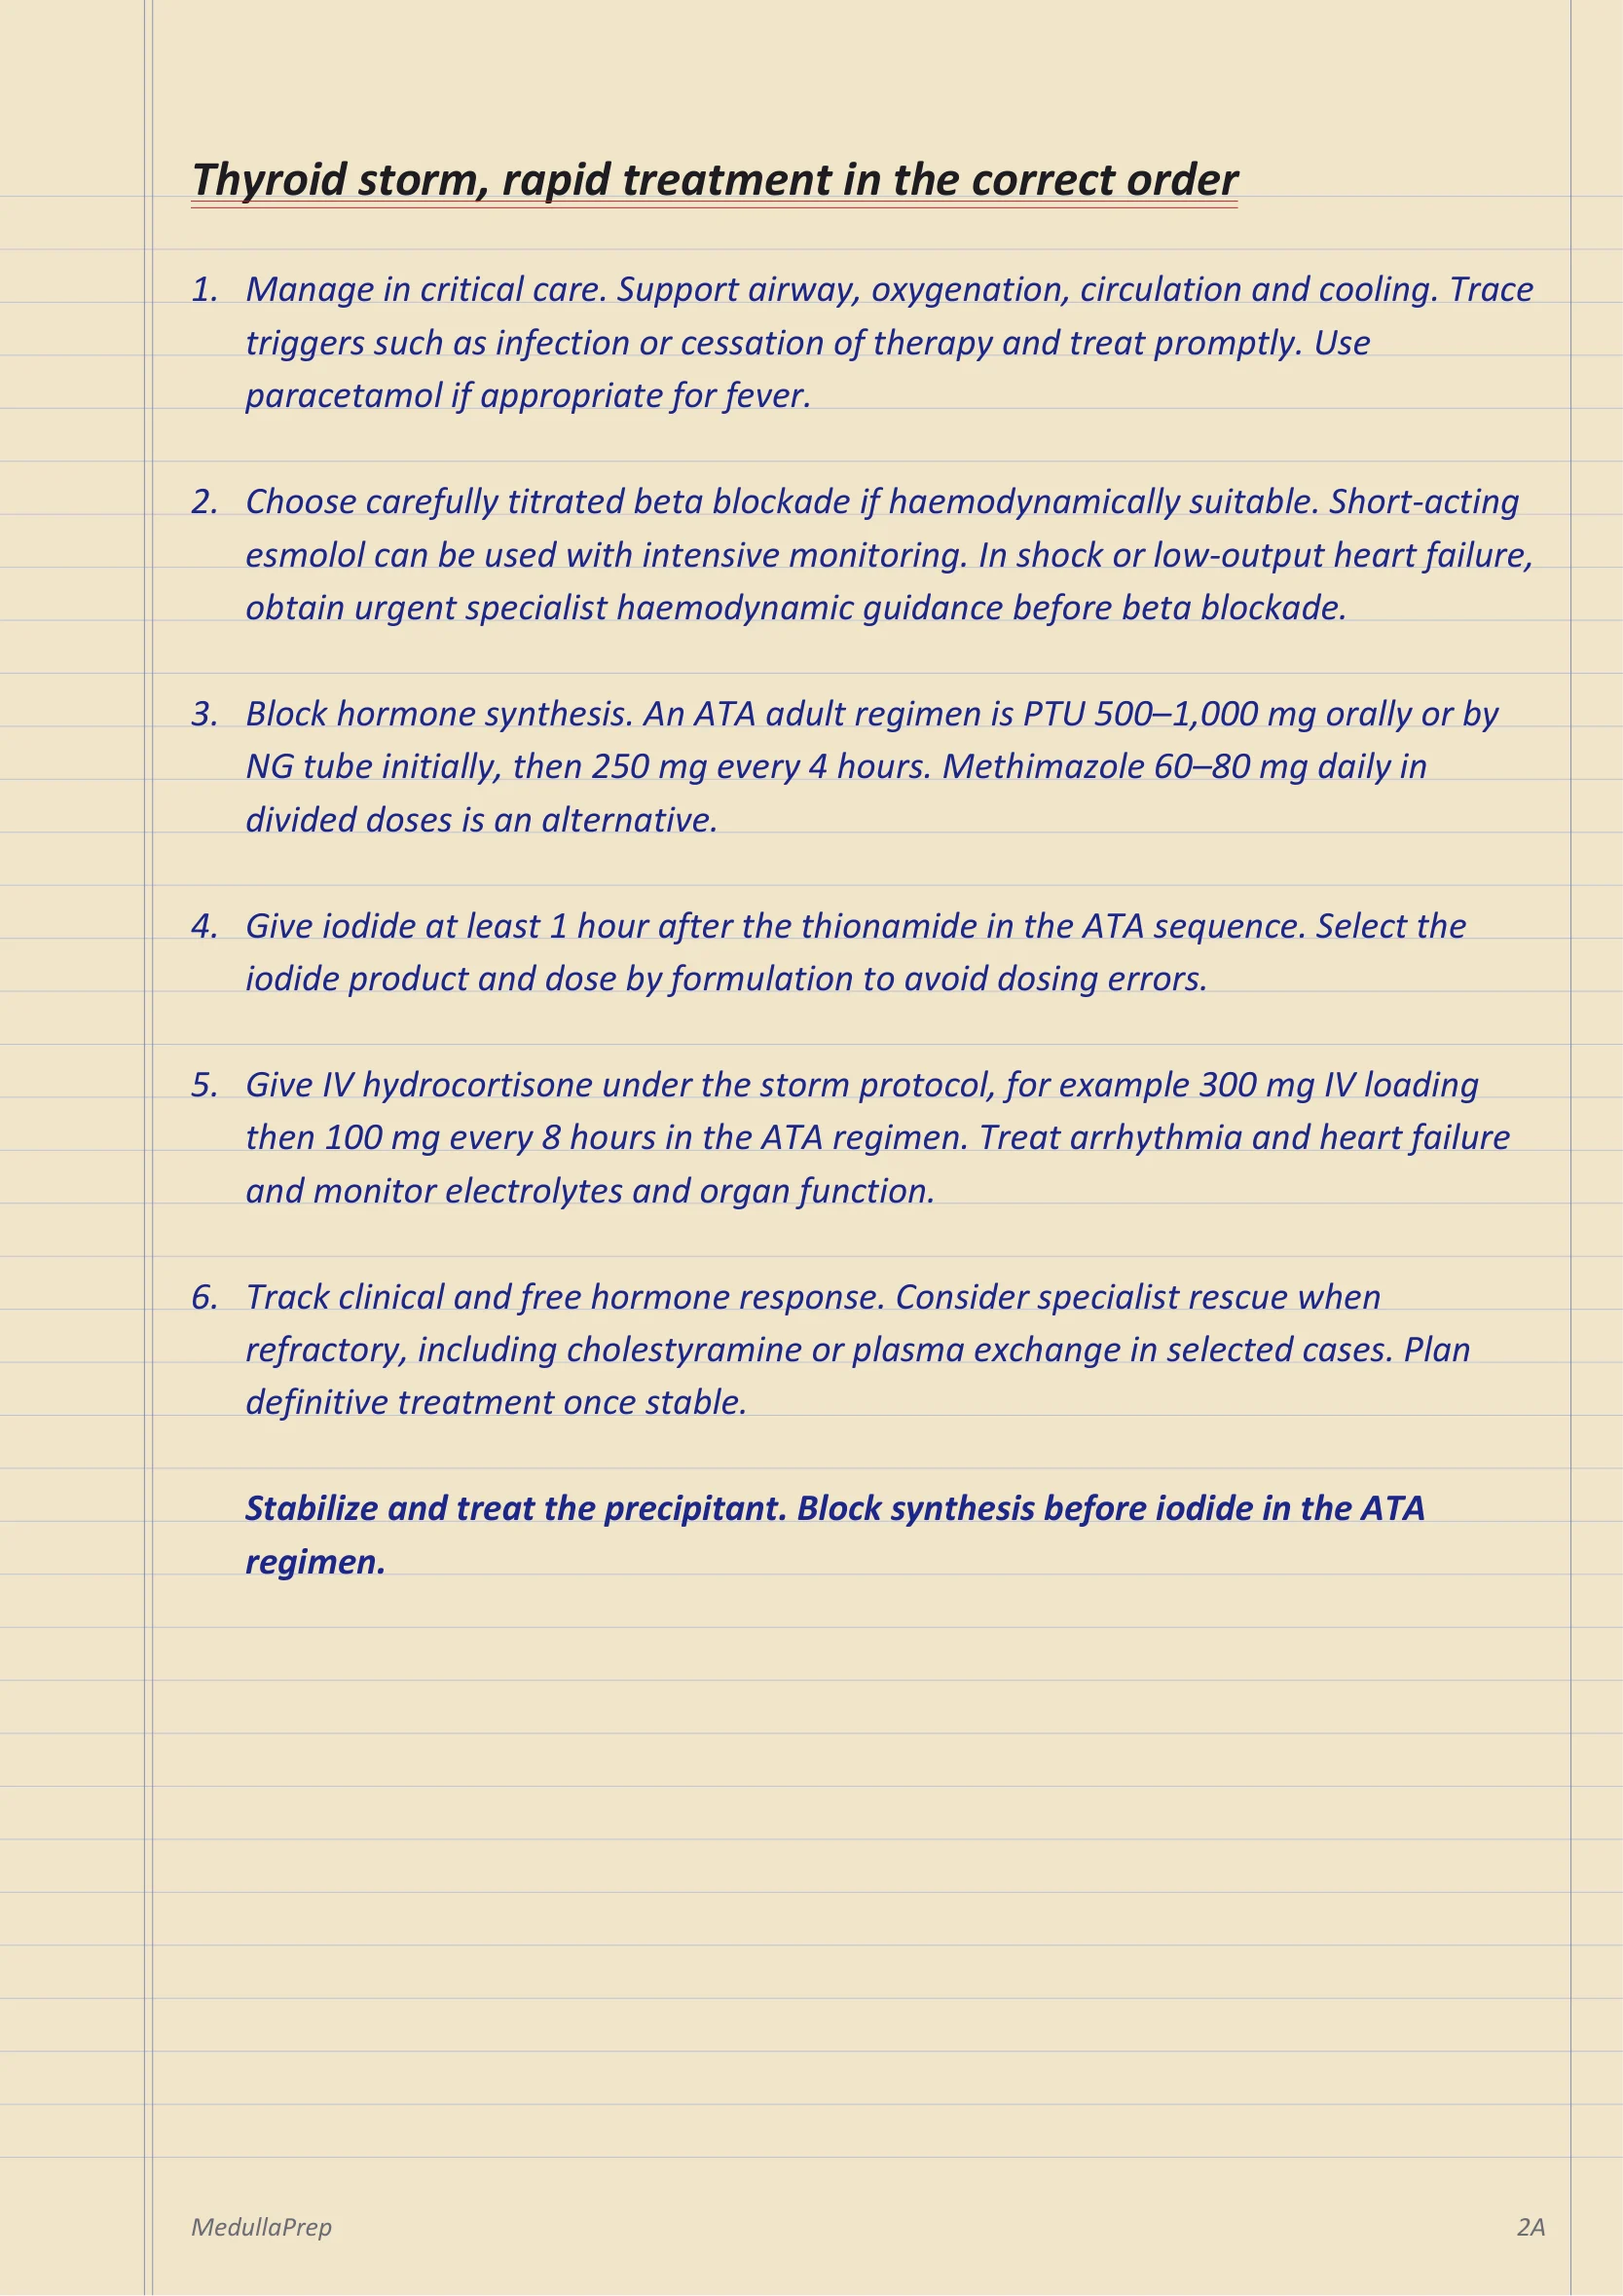 Thyroid storm, rapid treatment in the correct order
1. Manage in critical care. Support airway, oxygenation, circulation and cooling. Trace
triggers such as infection or cessation of therapy and treat promptly. Use
paracetamol if appropriate for fever.
2. Choose carefully titrated beta blockade if haemodynamically suitable. Short-acting
esmolol can be used with intensive monitoring. In shock or low-output heart failure,
obtain urgent specialist haemodynamic guidance before beta blockade.
3. Block hormone synthesis. An ATA adult regimen is PTU 500–1,000 mg orally or by
NG tube initially, then 250 mg every 4 hours. Methimazole 60–80 mg daily in
divided doses is an alternative.
4. Give iodide at least 1 hour after the thionamide in the ATA sequence. Select the
iodide product and dose by formulation to avoid dosing errors.
5. Give IV hydrocortisone under the storm protocol, for example 300 mg IV loading
then 100 mg every 8 hours in the ATA regimen. Treat arrhythmia and heart failure
and monitor electrolytes and organ function.
6. Track clinical and free hormone response. Consider specialist rescue when
refractory, including cholestyramine or plasma exchange in selected cases. Plan
definitive treatment once stable.
Stabilize and treat the precipitant. Block synthesis before iodide in the ATA
regimen.
MedullaPrep
2A